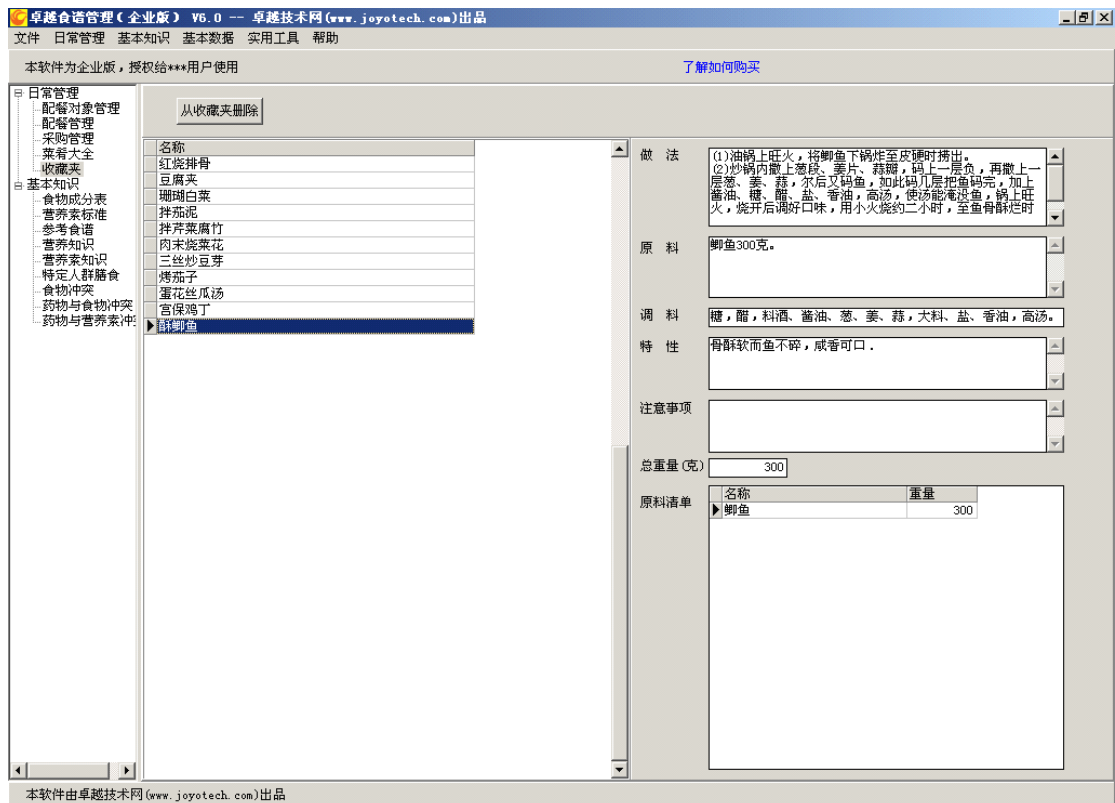 卓越食谱管理(企业版) V6.0 -- 卓越技术网(www.joyotech.com)出品
文件 日常管理 基本知识 基本数据 实用工具 帮助
本软件为企业版，授权给***用户使用
了解如何购买
日常管理
配餐对象管理
配餐管理
采购管理
菜肴大全
收藏夹
基本知识
食物成分表
营养素标准
参考食谱
营养知识
营养素知识
特定人群膳食
食物冲突
药物与食物冲突
药物与营养素冲
从收藏夹删除
名称
红烧排骨
豆腐夹
珊瑚白菜
拌茄泥
拌芹菜腐竹
肉末烧菜花
三丝炒豆芽
烤茄子
蛋花丝瓜汤
宫保鸡丁
酥鲫鱼
做 法
(1)油锅上旺火，将鲫鱼下锅炸至皮硬时捞出。
(2)炒锅内撒上葱段、姜片、蒜瓣，码上一层负，再撒上一
层葱、姜、蒜，尔后又码鱼，如此码几层把鱼码完，加上
酱油、糖、醋、盐、香油，高汤，使汤能淹没鱼，锅上旺
火，烧开后调好口味，用小火烧约二小时，至鱼骨酥烂时
原 料
鲫鱼300克。
调 料
糖，醋，料酒、酱油、葱、姜、蒜，大料、盐、香油，高汤。
特 性
骨酥软而鱼不碎，咸香可口．
注意事项
总重量(克)
300
原料清单
名称 重量
鲫鱼 300
本软件由卓越技术网(www.joyotech.com)出品